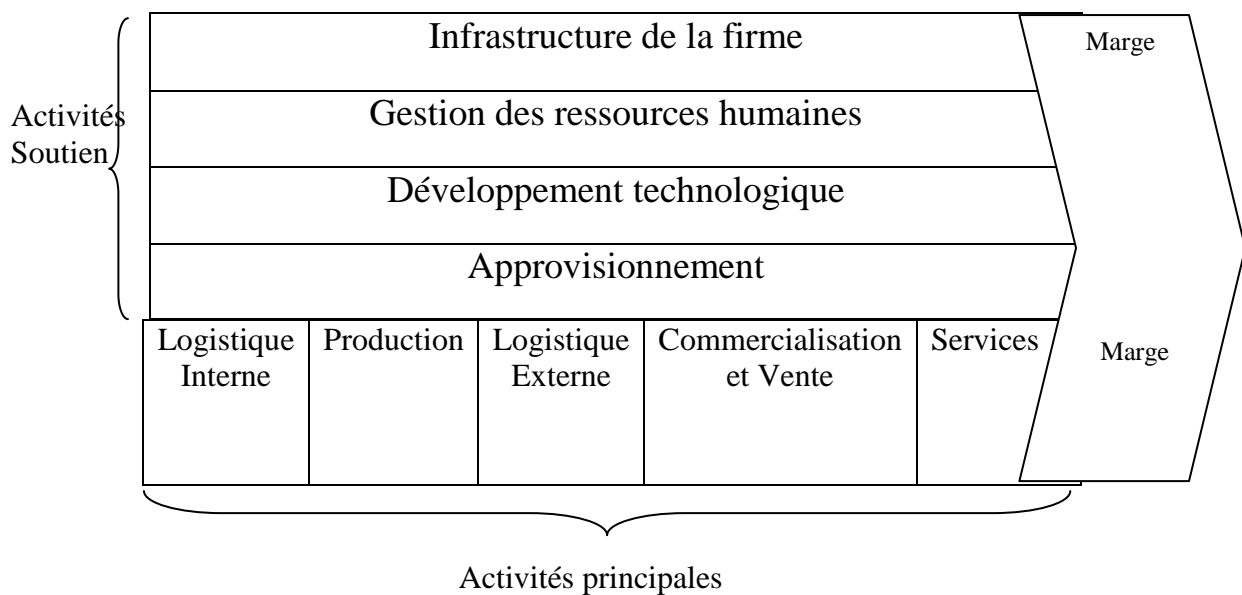 Infrastructure de la firme
Marge
Activités
Soutien
Gestion des ressources humaines
Développement technologique
Approvisionnement
Logistique
Interne
Production
Logistique
Externe
Commercialisation
et Vente
Services
Marge
Activités principales